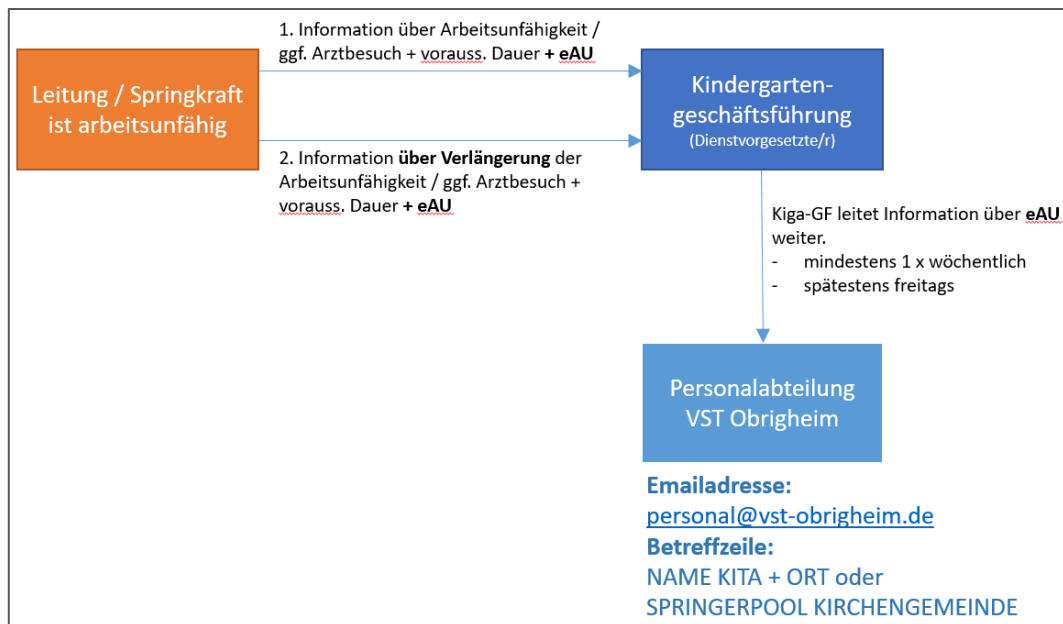 1. Information über Arbeitsunfähigkeit /
ggf. Arztbesuch + vorauss. Dauer + eAU
Leitung / Springkraft
ist arbeitsunfähig
Kindergarten-
geschäftsführung
(Dienstvorgesetzte/r)
2. Information über Verlängerung der
Arbeitsunfähigkeit / ggf. Arztbesuch +
vorauss. Dauer + eAU
Kiga-GF leitet Information über eAU
weiter.
- mindestens 1 x wöchentlich
- spätestens freitags
Personalabteilung
VST Obrigheim
Emailadresse:
personal@vst-obrigheim.de
Betreffzeile:
NAME KITA + ORT oder
SPRINGERPOOL KIRCHENGEMEINDE